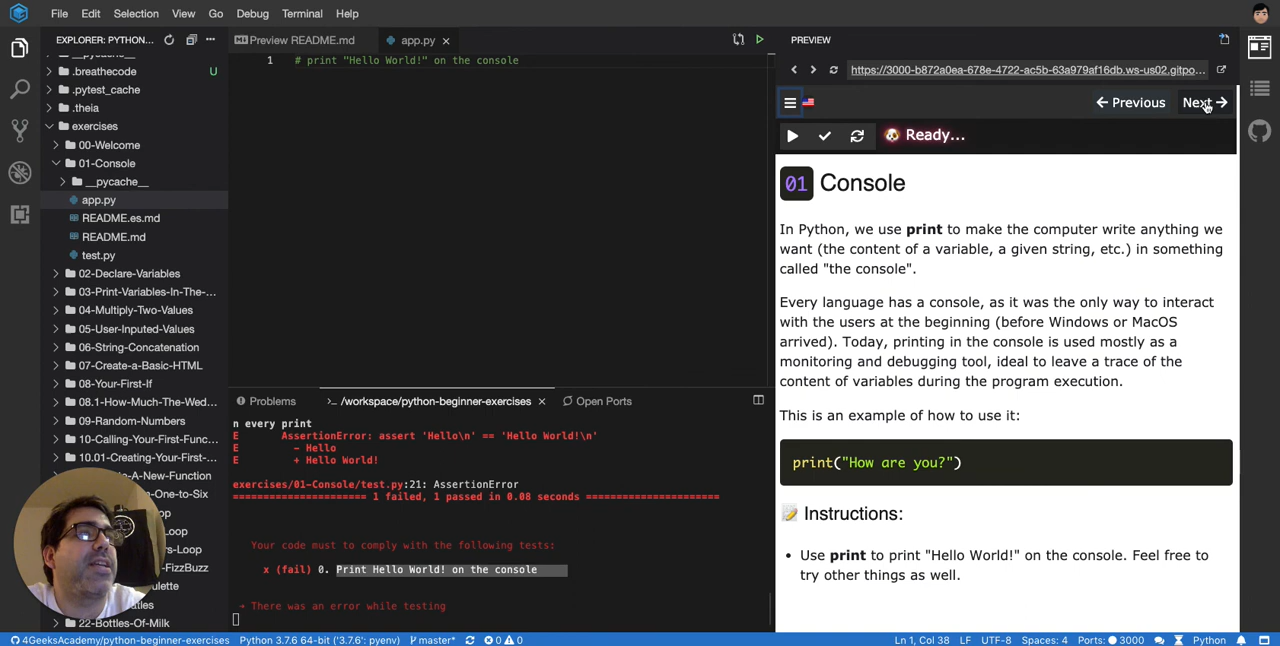 File Edit Selection View Go Debug Terminal Help
EXPLORER: PYTHON...
__pycache__
.breathecode U
.pytest_cache
.theia
exercises
00-Welcome
01-Console
__pycache__
app.py
README.es.md
README.md
test.py
02-Declare-Variables
03-Print-Variables-In-The-...
04-Multiply-Two-Values
05-User-Inputed-Values
06-String-Concatenation
07-Create-a-Basic-HTML
08-Your-First-If
08.1-How-Much-The-Wed...
09-Random-Numbers
10-Calling-Your-First-Func...
10.01-Creating-Your-First-...
e-A-New-Function
n-One-to-Six
op
Loop
rs-Loop
-FizzBuzz
ulette
tles
22-Bottles-Of-Milk
Preview README.md app.py
1 # print "Hello World!" on the console
Problems /workspace/python-beginner-exercises Open Ports
n every print
E AssertionError: assert 'Hello\n' == 'Hello World!\n'
E - Hello
E + Hello World!
exercises/01-Console/test.py:21: AssertionError
====================== 1 failed, 1 passed in 0.08 seconds ======================
Your code must to comply with the following tests:
x (fail) 0. Print Hello World! on the console
→ There was an error while testing
PREVIEW
https://3000-b872a0ea-678e-4722-ac5b-63a979af16db.ws-us02.gitpo...
← Previous Next →
Ready...
01 Console
In Python, we use print to make the computer write anything we
want (the content of a variable, a given string, etc.) in something
called "the console".
Every language has a console, as it was the only way to interact
with the users at the beginning (before Windows or MacOS
arrived). Today, printing in the console is used mostly as a
monitoring and debugging tool, ideal to leave a trace of the
content of variables during the program execution.
This is an example of how to use it:
print("How are you?")
Instructions:
• Use print to print "Hello World!" on the console. Feel free to
try other things as well.
4GeeksAcademy/python-beginner-exercises Python 3.7.6 64-bit ('3.7.6': pyenv) master* 0 0 Ln 1, Col 38 LF UTF-8 Spaces: 4 Ports: 3000 Python